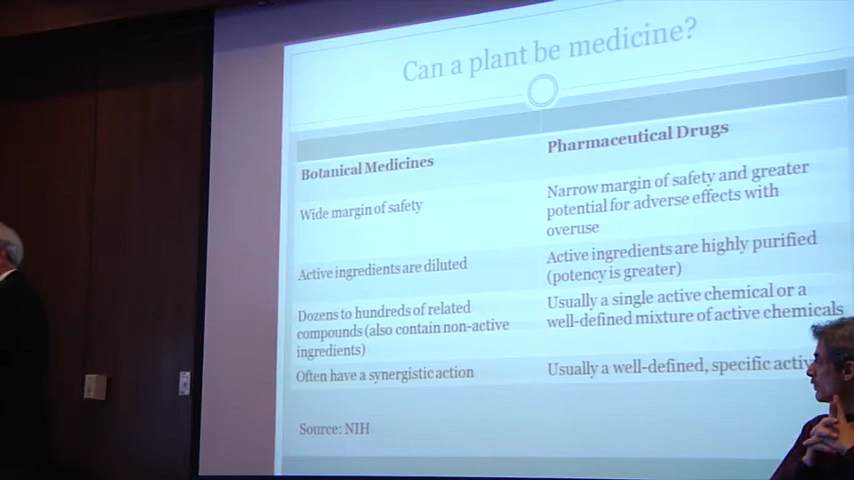 Can a plant be medicine?
Botanical Medicines
Pharmaceutical Drugs
Wide margin of safety
Narrow margin of safety and greater
potential for adverse effects with
overuse
Active ingredients are diluted
Active ingredients are highly purified
(potency is greater)
Dozens to hundreds of related
compounds (also contain non-active
ingredients)
Usually a single active chemical or a
well-defined mixture of active chemicals
Often have a synergistic action
Usually a well-defined, specific
Source: NIH